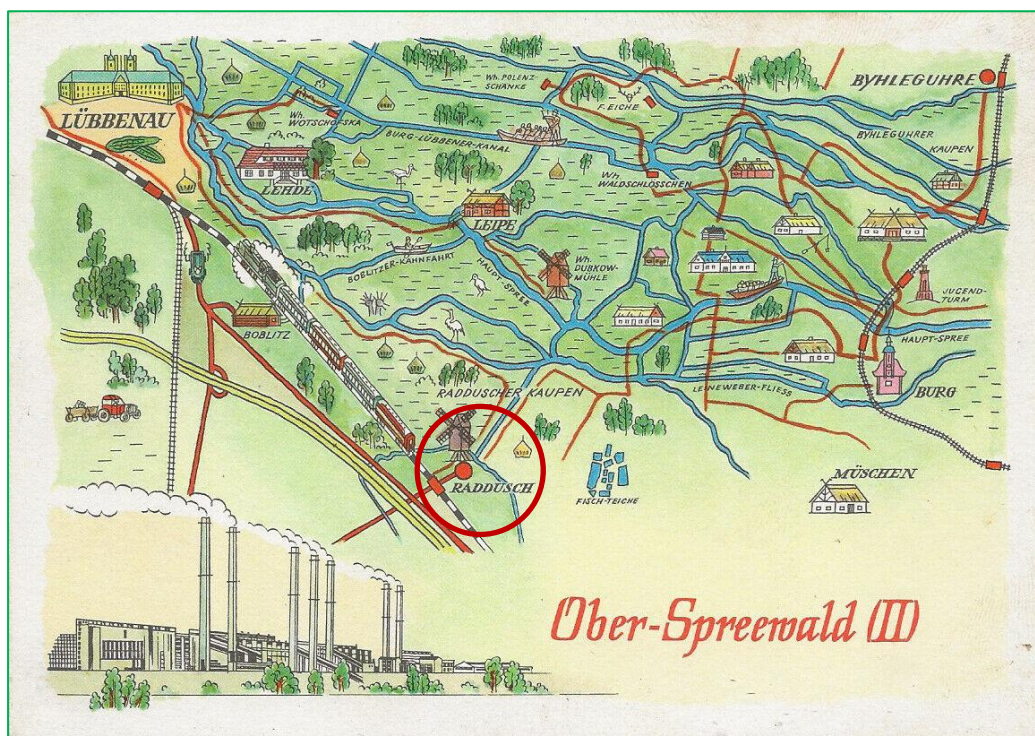 LÜBBENAU
Wh. WOTSCHOFSKA
LEHDE
BURG-LÜBBENER-KANAL
Wh. POLENZ-
SCHÄNKE
F. EICHE
BYHLEGUHRE
BYHLEGUHRER
KAUPEN
Wh.
WALDSCHLÖSSCHEN
LEIPE
BOBLITZER-KAHNFAHRT
HAUPT-SPREE
Wh.
DUBKOW-
MÜHLE
JUGEND-
TURM
HAUPT-SPREE
BOBLITZ
RADDUSCHER KAUPEN
LEINEWEBER-FLIESS
BURG
RADDUSCH
FISCH-TEICHE
MÜSCHEN
Ober-Spreewald (II)